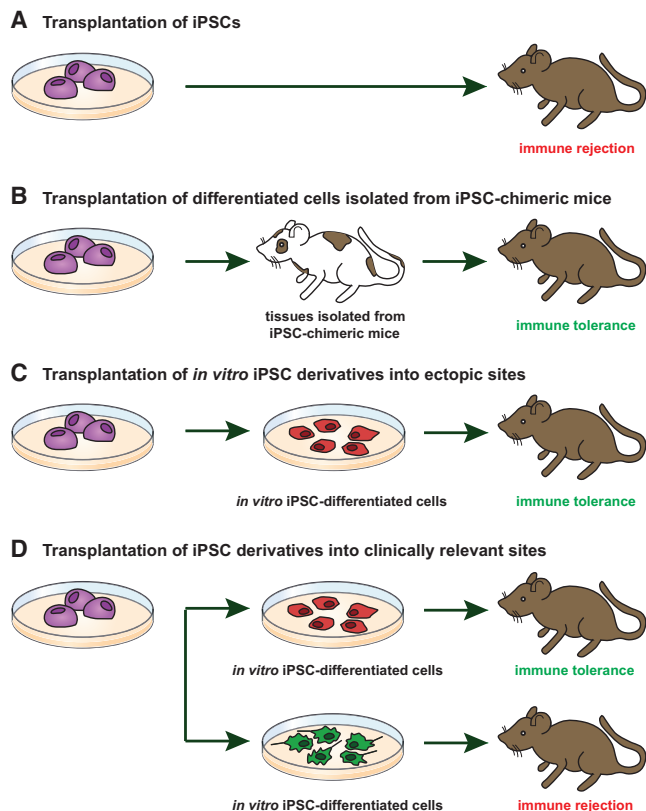 A Transplantation of iPSCs
immune rejection
B Transplantation of differentiated cells isolated from iPSC-chimeric mice
tissues isolated from
iPSC-chimeric mice
immune tolerance
C Transplantation of in vitro iPSC derivatives into ectopic sites
in vitro iPSC-differentiated cells
immune tolerance
D Transplantation of iPSC derivatives into clinically relevant sites
in vitro iPSC-differentiated cells
immune tolerance
in vitro iPSC-differentiated cells
immune rejection